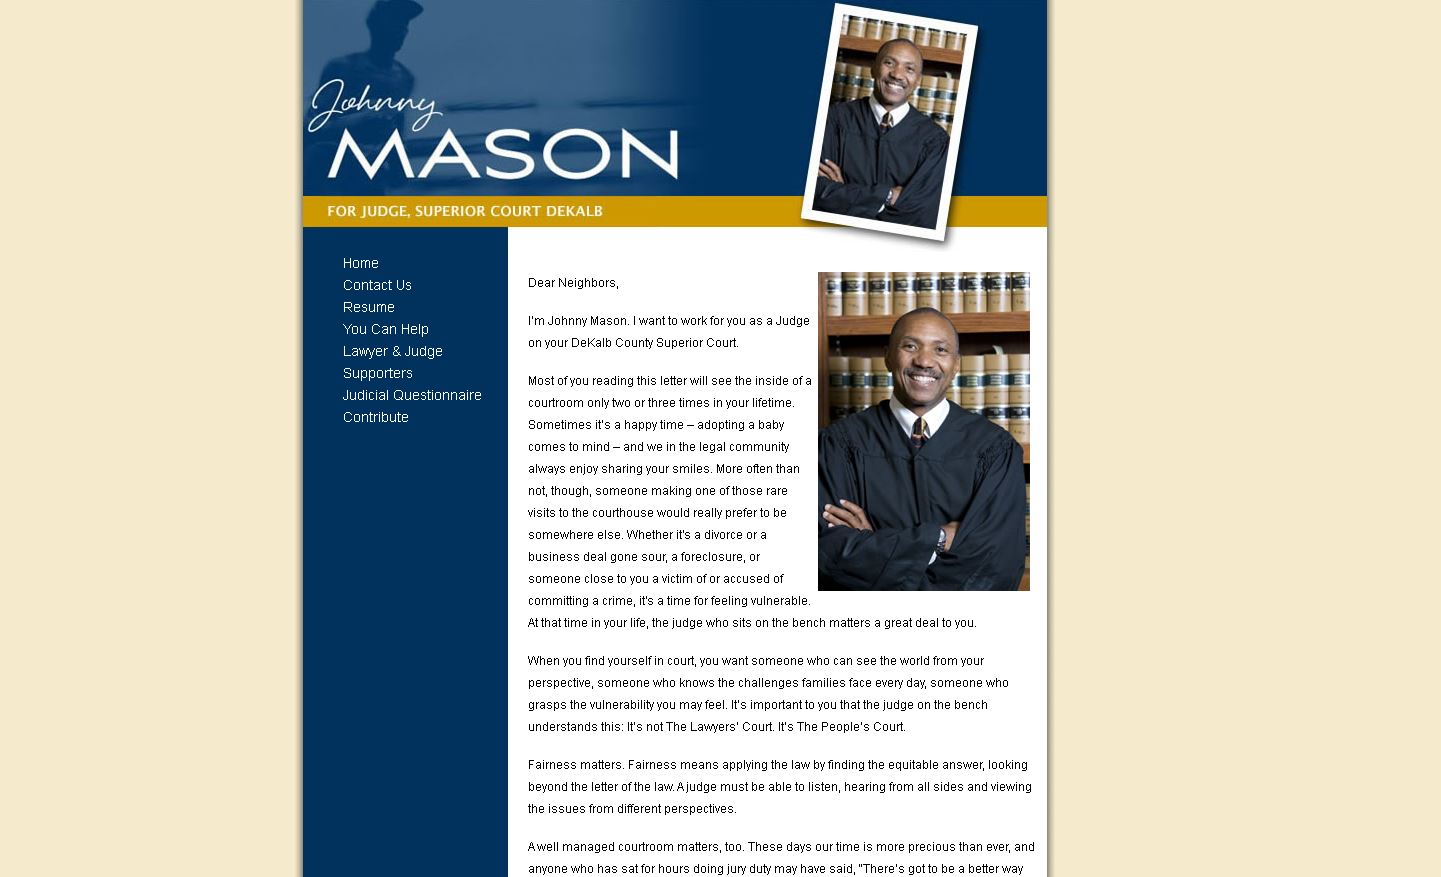 Johnny
MASON
FOR JUDGE, SUPERIOR COURT DEKALB
Home
Contact Us
Resume
You Can Help
Lawyer & Judge
Supporters
Judicial Questionnaire
Contribute
Dear Neighbors,
I'm Johnny Mason. I want to work for you as a Judge
on your DeKalb County Superior Court.
Most of you reading this letter will see the inside of a
courtroom only two or three times in your lifetime.
Sometimes it's a happy time – adopting a baby
comes to mind – and we in the legal community
always enjoy sharing your smiles. More often than
not, though, someone making one of those rare
visits to the courthouse would really prefer to be
somewhere else. Whether it's a divorce or a
business deal gone sour, a foreclosure, or
someone close to you a victim of or accused of
committing a crime, it's a time for feeling vulnerable.
At that time in your life, the judge who sits on the bench matters a great deal to you.
When you find yourself in court, you want someone who can see the world from your
perspective, someone who knows the challenges families face every day, someone who
grasps the vulnerability you may feel. It's important to you that the judge on the bench
understands this: It's not The Lawyers' Court. It's The People's Court.
Fairness matters. Fairness means applying the law by finding the equitable answer, looking
beyond the letter of the law. A judge must be able to listen, hearing from all sides and viewing
the issues from different perspectives.
A well managed courtroom matters, too. These days our time is more precious than ever, and
anyone who has sat for hours doing jury duty may have said, "There's got to be a better way